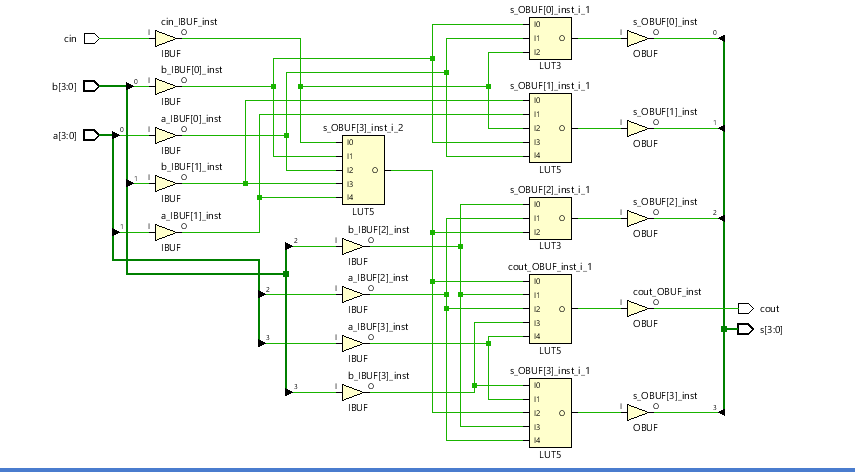 cin
cin_IBUF_inst
I
O
IBUF
b[3:0]
b_IBUF[0]_inst
0
I
O
IBUF
a[3:0]
a_IBUF[0]_inst
0
I
O
IBUF
b_IBUF[1]_inst
1
I
O
IBUF
a_IBUF[1]_inst
1
I
O
IBUF
s_OBUF[3]_inst_i_2
I0
I1
I2
I3
I4
O
LUT5
b_IBUF[2]_inst
2
I
O
IBUF
a_IBUF[2]_inst
2
I
O
IBUF
a_IBUF[3]_inst
3
I
O
IBUF
b_IBUF[3]_inst
3
I
O
IBUF
s_OBUF[0]_inst_i_1
I0
I1
I2
O
LUT3
s_OBUF[1]_inst_i_1
I0
I1
I2
I3
I4
O
LUT5
s_OBUF[2]_inst_i_1
I0
I1
I2
O
LUT3
cout_OBUF_inst_i_1
I0
I1
I2
I3
I4
O
LUT5
s_OBUF[3]_inst_i_1
I0
I1
I2
I3
I4
O
LUT5
s_OBUF[0]_inst
I
O
0
OBUF
s_OBUF[1]_inst
I
O
1
OBUF
s_OBUF[2]_inst
I
O
2
OBUF
cout_OBUF_inst
I
O
OBUF
cout
s[3:0]
s_OBUF[3]_inst
I
O
3
OBUF